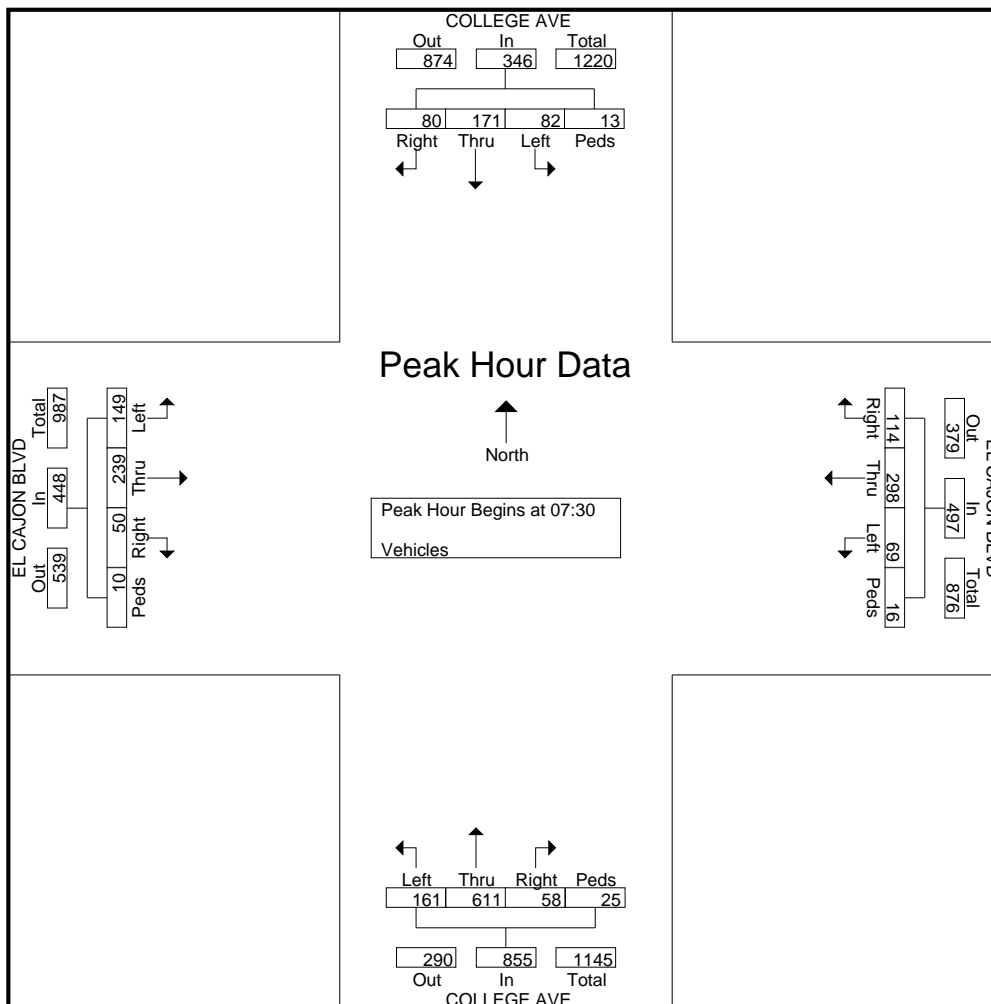 COLLEGE AVE
Out In Total
874 346 1220
80 171 82 13
Right Thru Left Peds
Peak Hour Data
North
Peak Hour Begins at 07:30
Vehicles
EL CAJON BLVD
Out In Total
539 448 987
Left Thru Right Peds
149 239 50 10
EL CAJON BLVD
Out In Total
379 497 876
Right Thru Left Peds
114 298 69 16
Left Thru Right Peds
161 611 58 25
290 855 1145
Out In Total
COLLEGE AVE